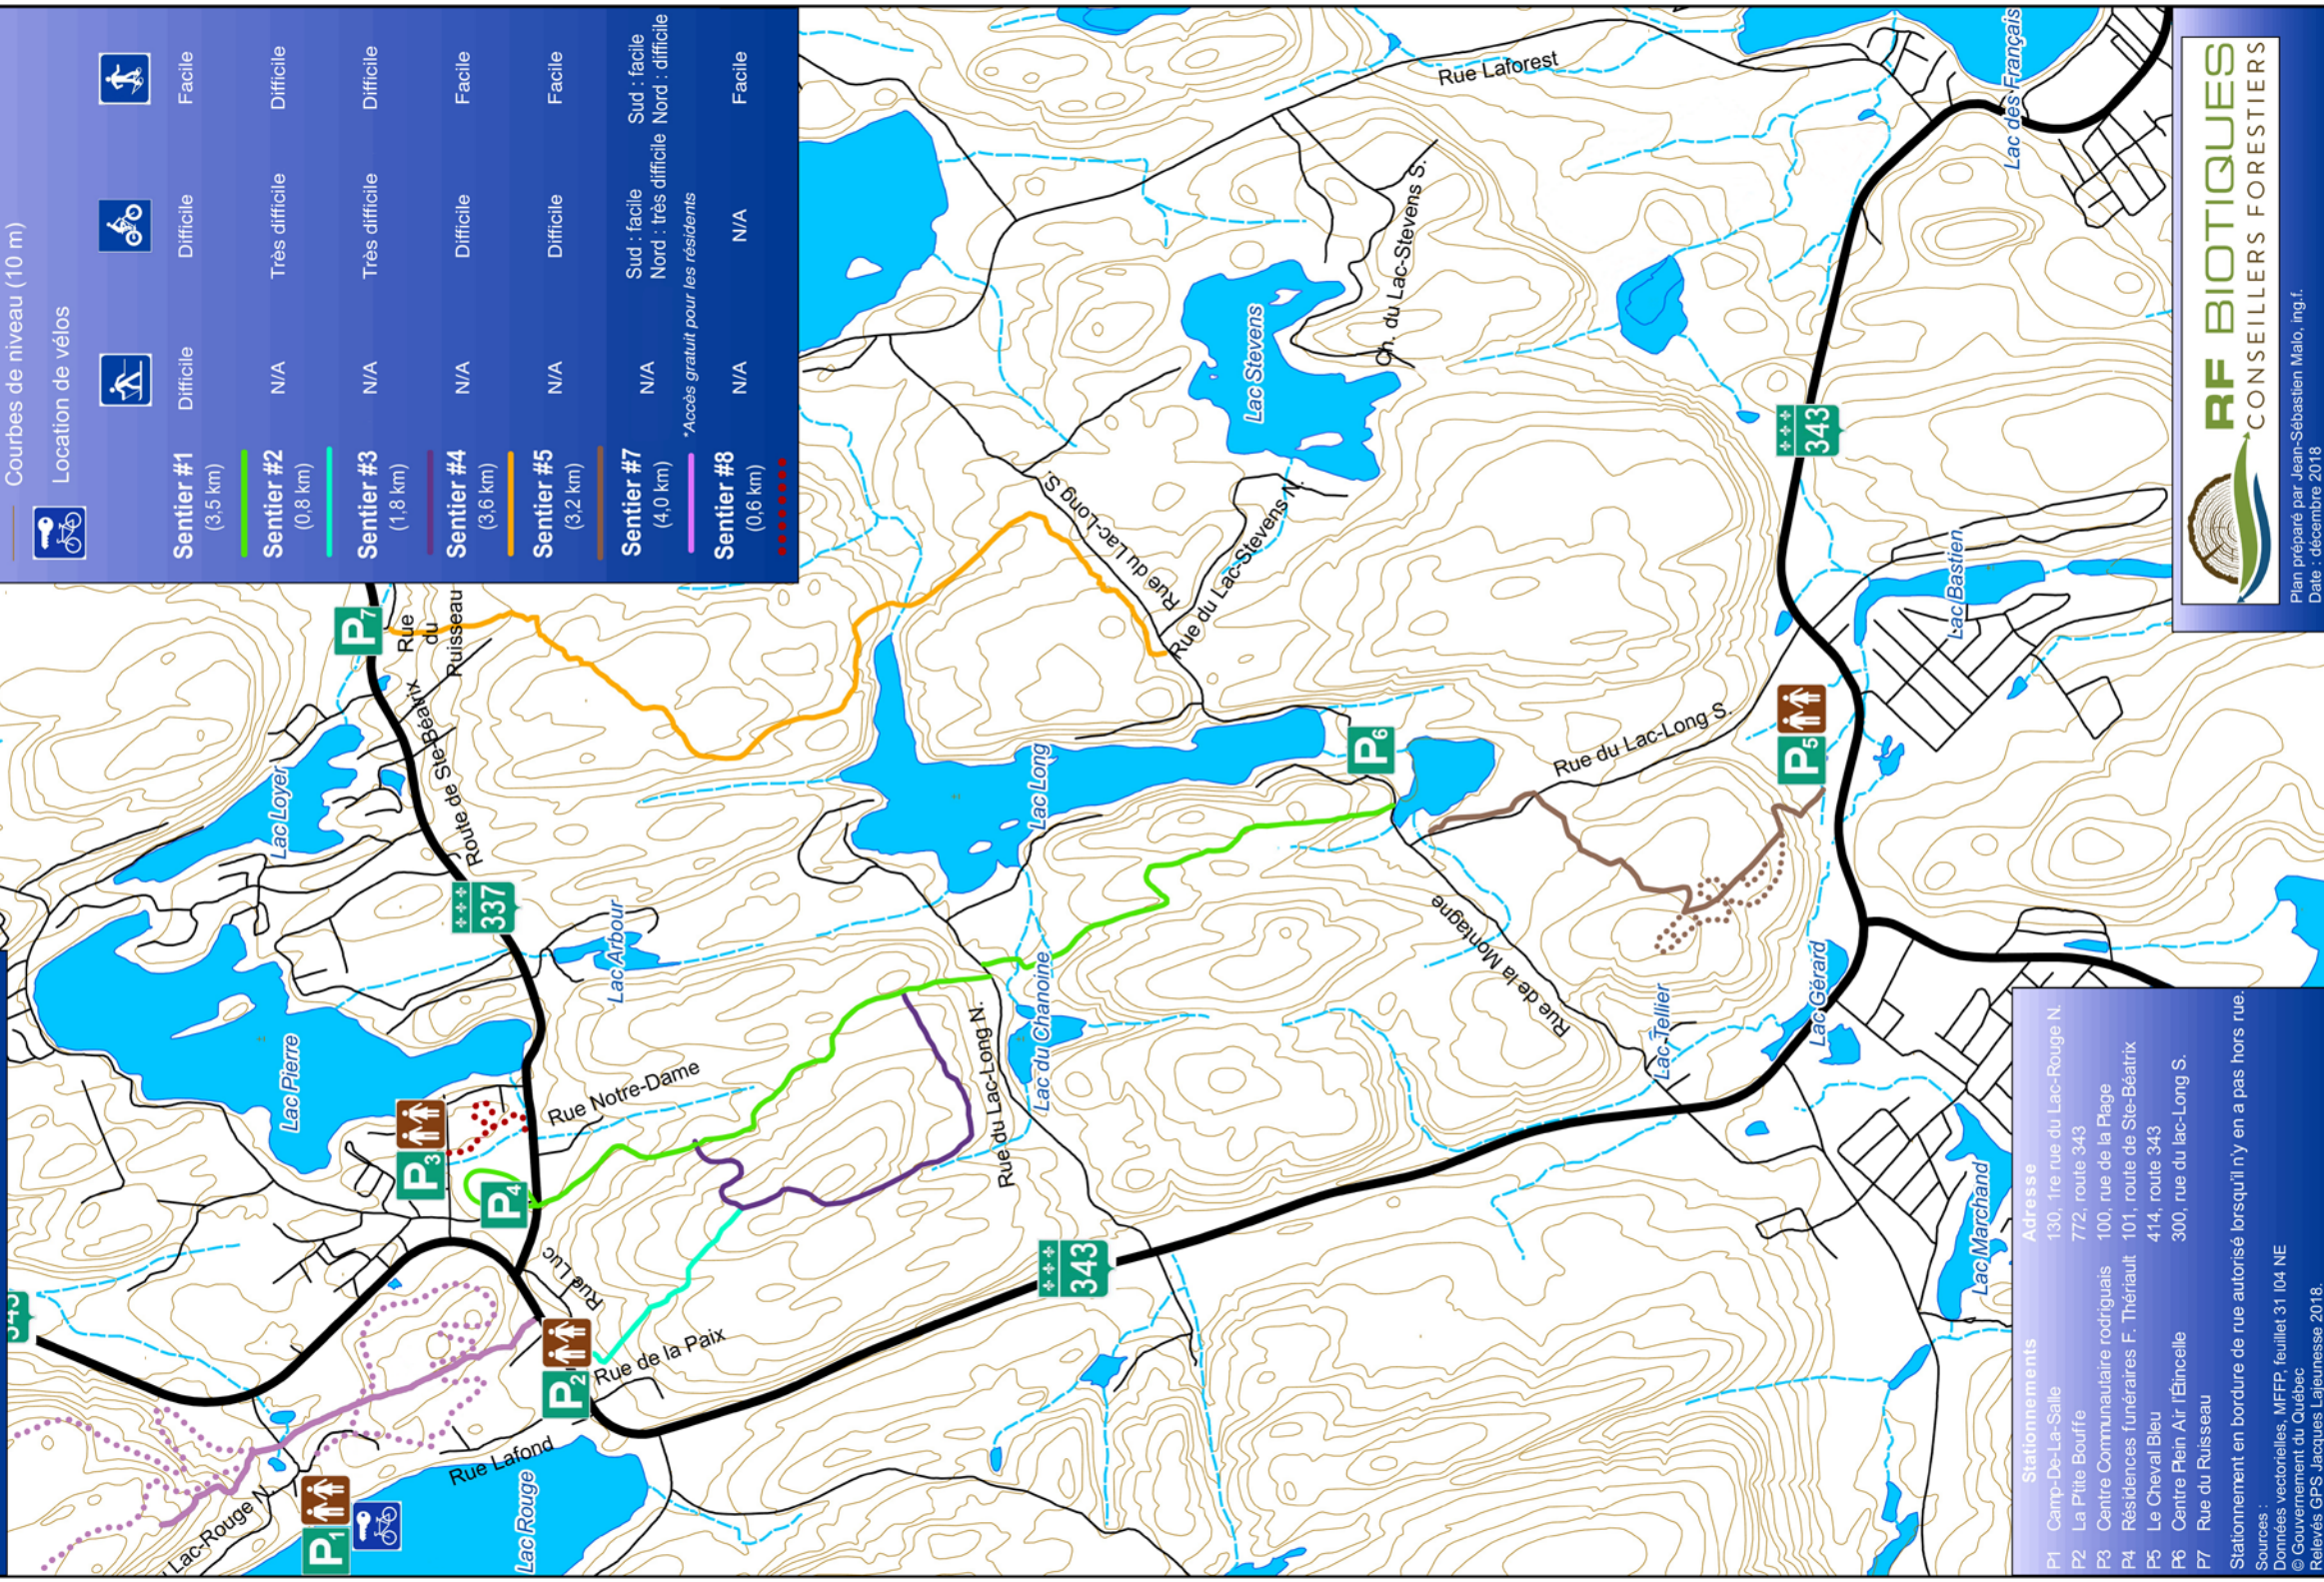 Courbes de niveau (10 m)
Location de vélos
Sentier #1
(3,5 km)
Difficile
Difficile
Facile
Sentier #2
(0,8 km)
N/A
Très difficile
Difficile
Sentier #3
(1,8 km)
N/A
Très difficile
Difficile
Sentier #4
(3,6 km)
N/A
Difficile
Facile
Sentier #5
(3,2 km)
N/A
Difficile
Facile
Sentier #7
(4,0 km)
N/A
Sud : facile
Nord : très difficile
Sud : facile
Nord : difficile
*Accès gratuit pour les résidents
Sentier #8
(0,6 km)
N/A
N/A
Facile
343
Lac-Rouge N.
P1
Lac Rouge
Rue Lafond
P2
Rue de la Paix
Rue Luc
P3
P4
Lac Pierre
Rue Notre-Dame
337
Lac Arbour
Lac Loyer
Route de Ste-Béatrix
P7
Rue
du
Ruisseau
343
Rue du Lac-Long N.
Lac du Chanoine
Lac Long
Rue du Lac-Long S.
Rue du Lac-Stevens N.
Lac Stevens
Ch. du Lac-Stevens S.
Rue Laforest
P6
Rue de la Montagne
Rue du Lac-Long S.
P5
Lac Tellier
Lac Gérard
Lac Marchand
Lac Bastien
343
Lac des Français
Stationnements
Adresse
P1 Camp-De-La-Salle 130, 1re rue du Lac-Rouge N.
P2 La P'tite Bouffe 772, route 343
P3 Centre Communautaire rodriguais 100, rue de la Plage
P4 Résidences funéraires F. Thériault 101, route de Ste-Béatrix
P5 Le Cheval Bleu 414, route 343
P6 Centre Plein Air l'Étincelle 300, rue du lac-Long S.
P7 Rue du Ruisseau
Stationnement en bordure de rue autorisé lorsqu'il n'y en a pas hors rue.
Sources :
Données vectorielles, MFFP, feuillet 31 I04 NE
© Gouvernement du Québec
Relevés GPS Jacques Lajeunesse 2018.
RF BIOTIQUES
CONSEILLERS FORESTIERS
Plan préparé par Jean-Sébastien Malo, ing.f.
Date : décembre 2018